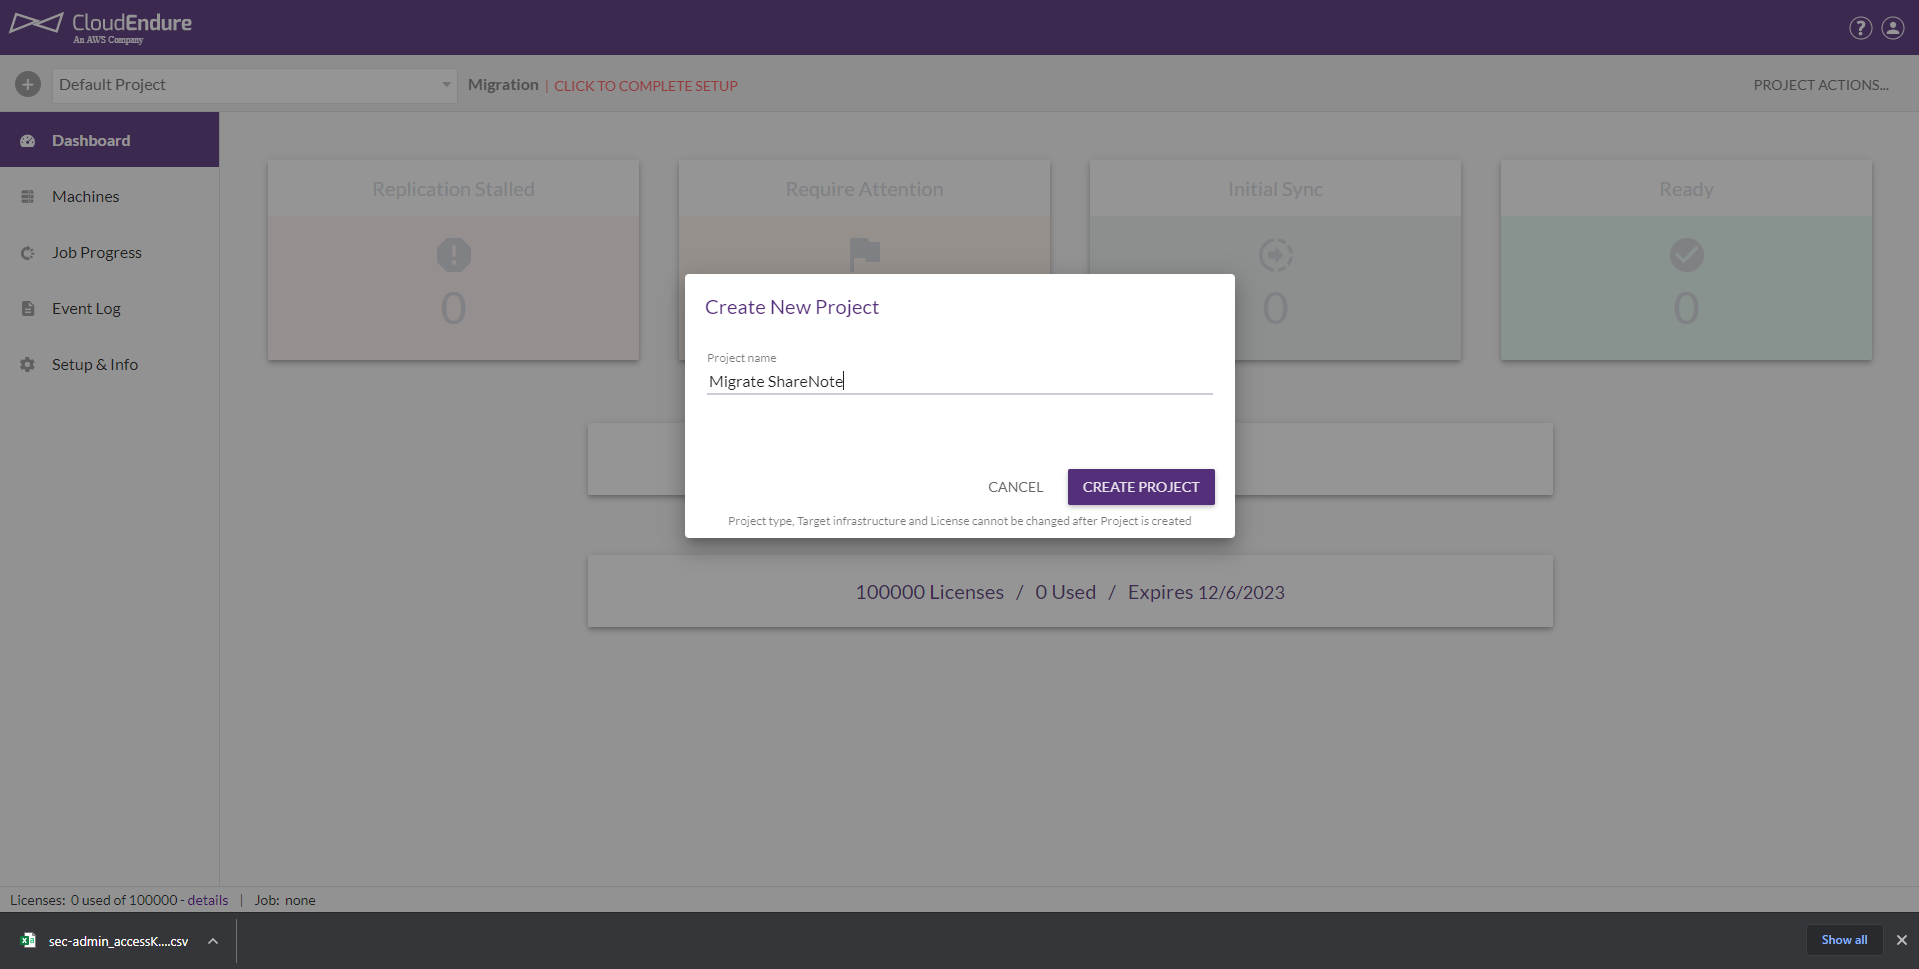 CloudEndure
An AWS Company
Default Project
Migration | CLICK TO COMPLETE SETUP
PROJECT ACTIONS...
Dashboard
Machines
Job Progress
Event Log
Setup & Info
Replication Stalled
0
Require Attention
Initial Sync
0
Ready
0
Create New Project
Project name
Migrate ShareNote
CANCEL
CREATE PROJECT
Project type, Target infrastructure and License cannot be changed after Project is created
100000 Licenses / 0 Used / Expires 12/6/2023
Licenses: 0 used of 100000 - details | Job: none
sec-admin_accessK....csv
Show all